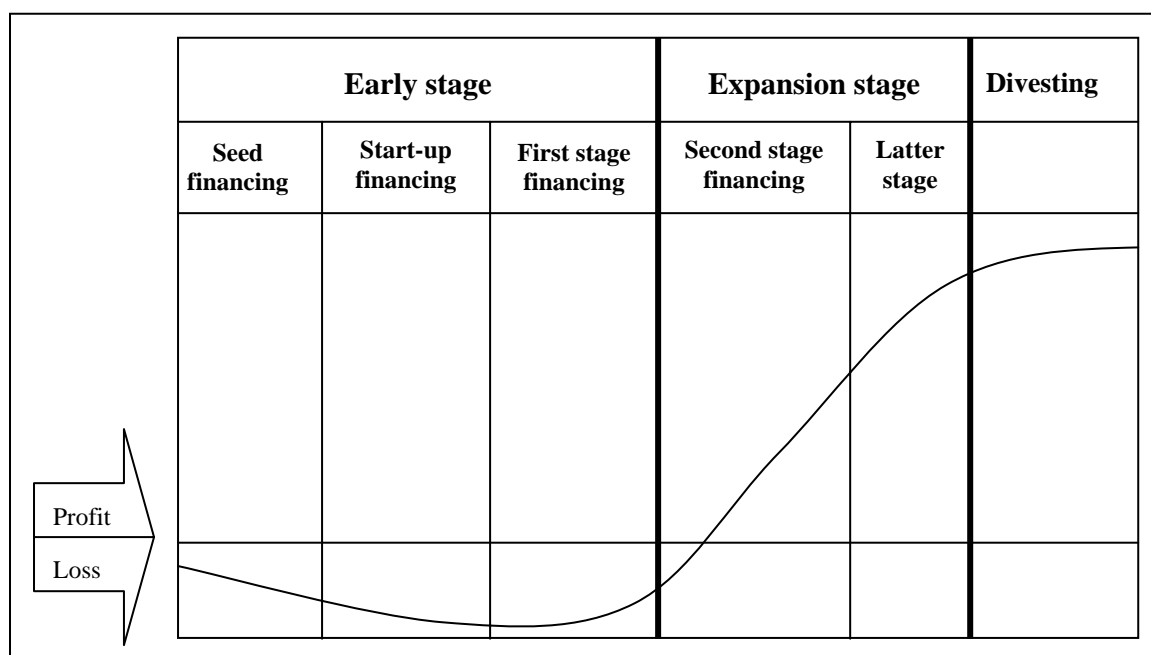 Early stage
Expansion stage
Divesting
Seed
financing
Start-up
financing
First stage
financing
Second stage
financing
Latter
stage
Profit
Loss